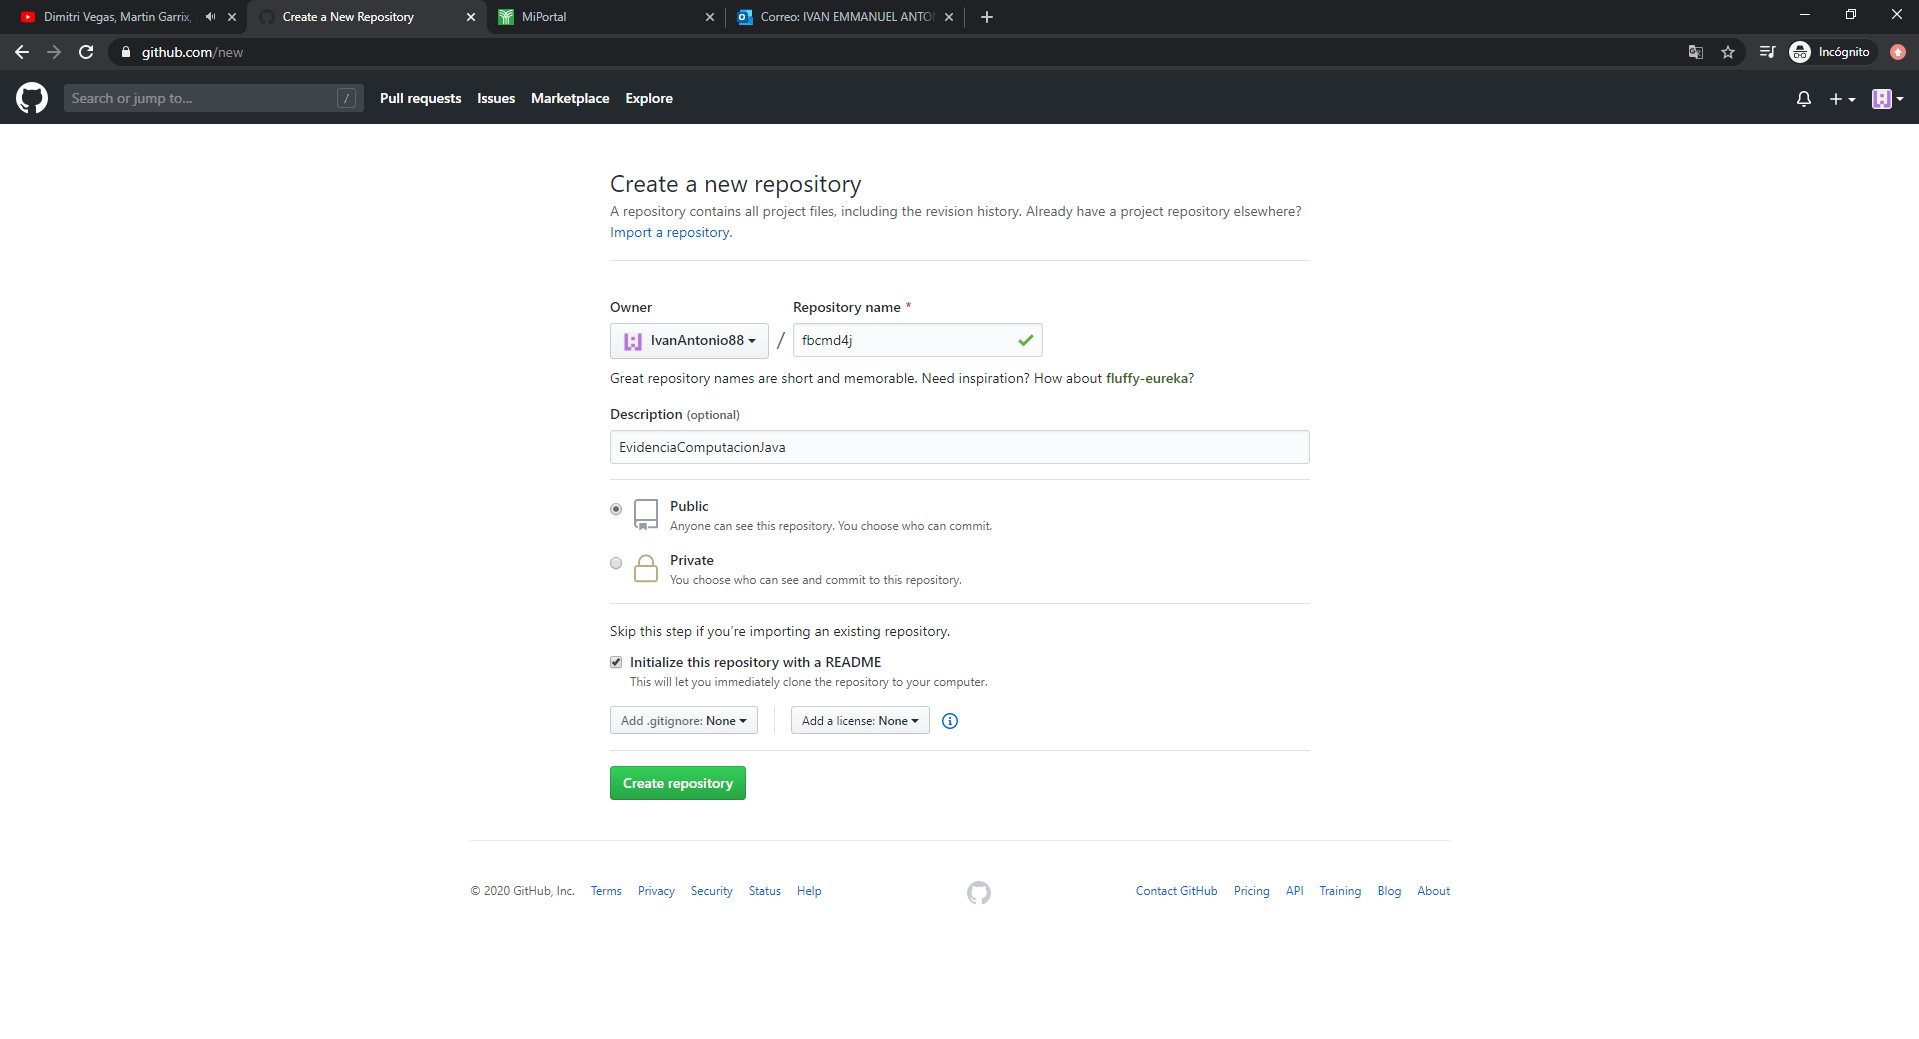 Dimitri Vegas, Martin Garrix,
Create a New Repository
MiPortal
Correo: IVAN EMMANUEL ANTO
github.com/new
Incógnito
Search or jump to...
/
Pull requests
Issues
Marketplace
Explore
Create a new repository
A repository contains all project files, including the revision history. Already have a project repository elsewhere?
Import a repository.
Owner
Repository name *
IvanAntonio88
/
fbcmd4j
Great repository names are short and memorable. Need inspiration? How about fluffy-eureka?
Description (optional)
EvidenciaComputacionJava
Public
Anyone can see this repository. You choose who can commit.
Private
You choose who can see and commit to this repository.
Skip this step if you’re importing an existing repository.
Initialize this repository with a README
This will let you immediately clone the repository to your computer.
Add .gitignore: None
Add a license: None
Create repository
© 2020 GitHub, Inc.
Terms
Privacy
Security
Status
Help
Contact GitHub
Pricing
API
Training
Blog
About